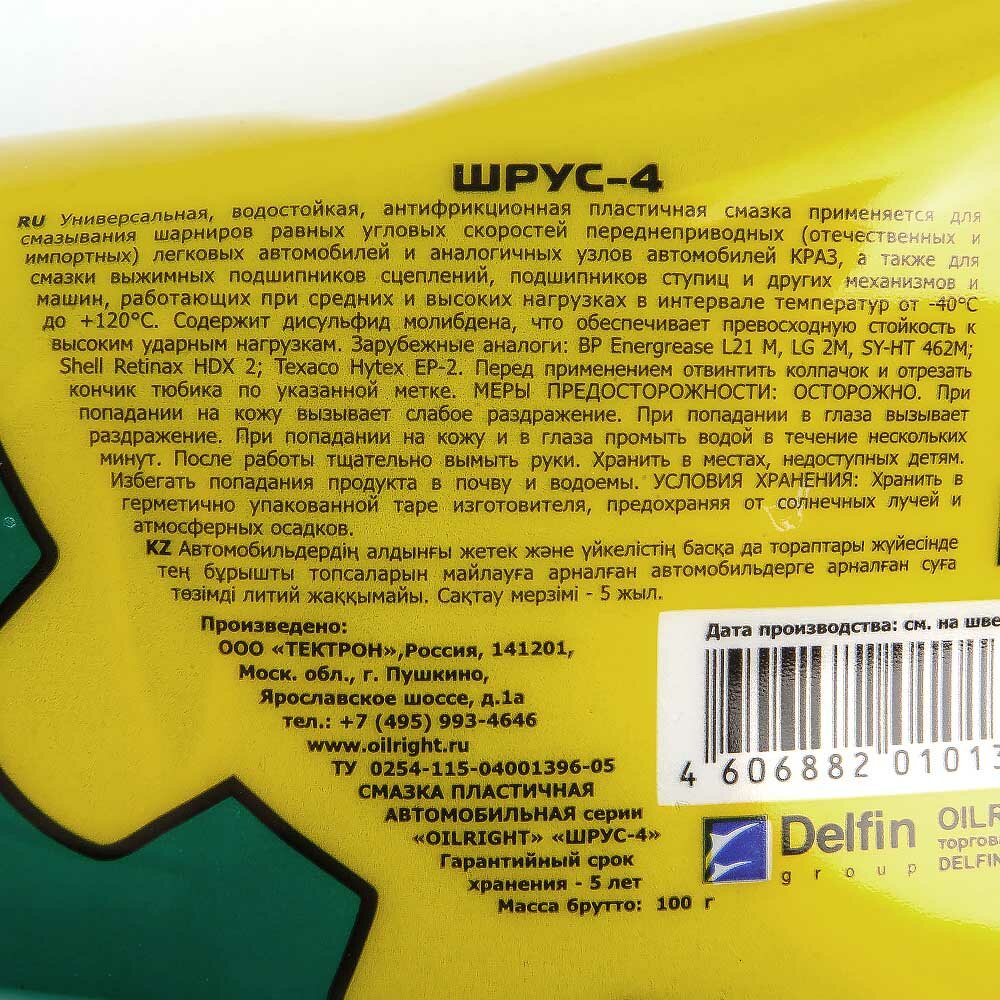 ШРУС-4
RU Универсальная, водостойкая, антифрикционная пластичная смазка применяется для
смазывания шарниров равных угловых скоростей переднеприводных (отечественных и
импортных) легковых автомобилей и аналогичных узлов автомобилей КРАЗ, а также для
смазки выжимных подшипников сцеплений, подшипников ступиц и других механизмов и
машин, работающих при средних и высоких нагрузках в интервале температур от -40°С
до +120°С. Содержит дисульфид молибдена, что обеспечивает превосходную стойкость к
высоким ударным нагрузкам. Зарубежные аналоги: BP Energrease L21 M, LG 2M, SY-HT 462M;
Shell Retinax HDX 2; Texaco Hytex EP-2. Перед применением отвинтить колпачок и отрезать
кончик тюбика по указанной метке. МЕРЫ ПРЕДОСТОРОЖНОСТИ: ОСТОРОЖНО. При
попадании на кожу вызывает слабое раздражение. При попадании в глаза вызывает
раздражение. При попадании на кожу и в глаза промыть водой в течение нескольких
минут. После работы тщательно вымыть руки. Хранить в местах, недоступных детям.
Избегать попадания продукта в почву и водоемы. УСЛОВИЯ ХРАНЕНИЯ: Хранить в
герметично упакованной таре изготовителя, предохраняя от солнечных лучей и
атмосферных осадков.
KZ Автомобильдердің алдынғы жетек және үйкелістің басқа да тораптары жүйесінде
тең бұрышты топсаларын майлауға арналған автомобильдерге арналған суға
төзімді литий жаққымайы. Сақтау мерзімі - 5 жыл.
Произведено:
ООО «ТЕКТРОН»,Россия, 141201,
Моск. обл., г. Пушкино,
Ярославское шоссе, д.1а
тел.: +7 (495) 993-4646
www.oilright.ru
ТУ 0254-115-04001396-05
СМАЗКА ПЛАСТИЧНАЯ
АВТОМОБИЛЬНАЯ серии
«OILRIGHT» «ШРУС-4»
Гарантийный срок
хранения - 5 лет
Масса брутто: 100 г
Дата производства: см. на шве
4 606882 01013
Delfin
group
OILR
торгова
DELFIN